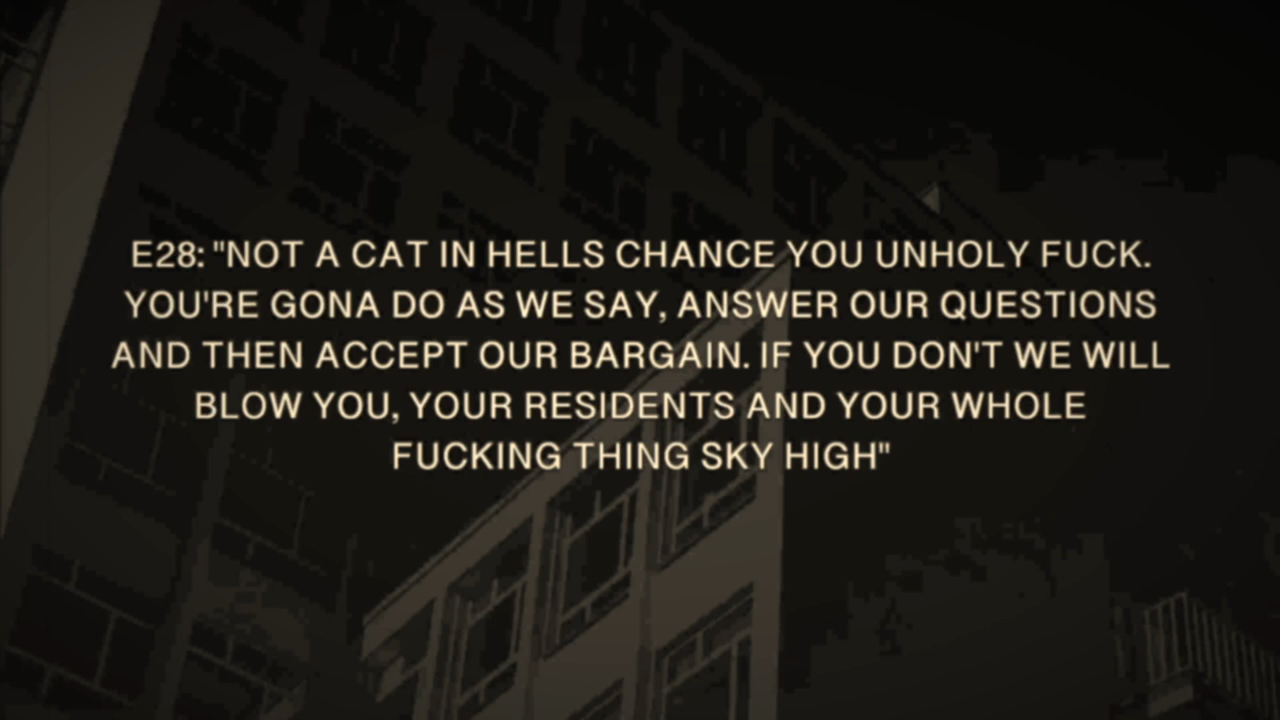 E28: "NOT A CAT IN HELLS CHANCE YOU UNHOLY FUCK.
YOU'RE GONA DO AS WE SAY, ANSWER OUR QUESTIONS
AND THEN ACCEPT OUR BARGAIN. IF YOU DON'T WE WILL
BLOW YOU, YOUR RESIDENTS AND YOUR WHOLE
FUCKING THING SKY HIGH"